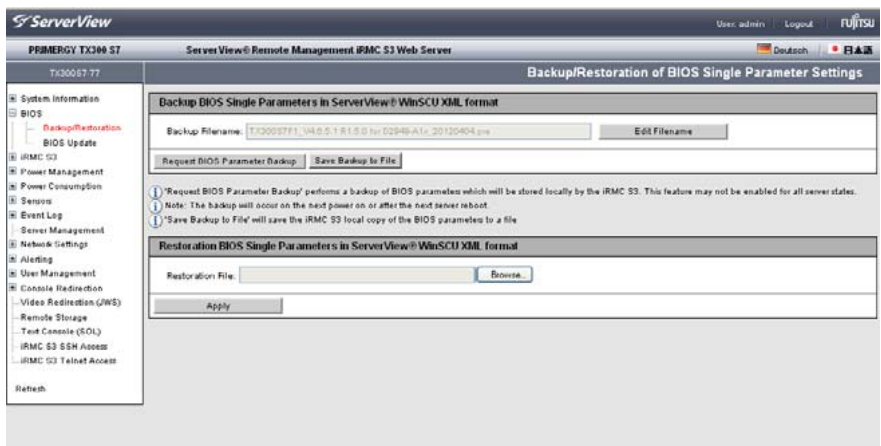 ServerView
User: admin Logout FUJITSU
PRIMERGY TX300 S7 ServerView® Remote Management iRMC S3 Web Server Deutsch 日本語
TX300S7-77 Backup/Restoration of BIOS Single Parameter Settings
System Information
BIOS
Backup/Restoration
BIOS Update
iRMC S3
Power Management
Power Consumption
Sensors
Event Log
Server Management
Network Settings
Alerting
User Management
Console Redirection
Video Redirection (JWS)
Remote Storage
Text Console (SOL)
iRMC S3 SSH Access
iRMC S3 Telnet Access
Refresh
Backup BIOS Single Parameters in ServerView® WinSCU XML format
Backup Filename: Edit Filename
Request BIOS Parameter Backup Save Backup to File
'Request BIOS Parameter Backup' performs a backup of BIOS parameters which will be stored locally by the iRMC S3. This feature may not be enabled for all server states.
Note: The backup will occur on the next power on or after the next server reboot.
'Save Backup to File' will save the iRMC S3 local copy of the BIOS parameters to a file
Restoration BIOS Single Parameters in ServerView® WinSCU XML format
Restoration File: Browse...
Apply